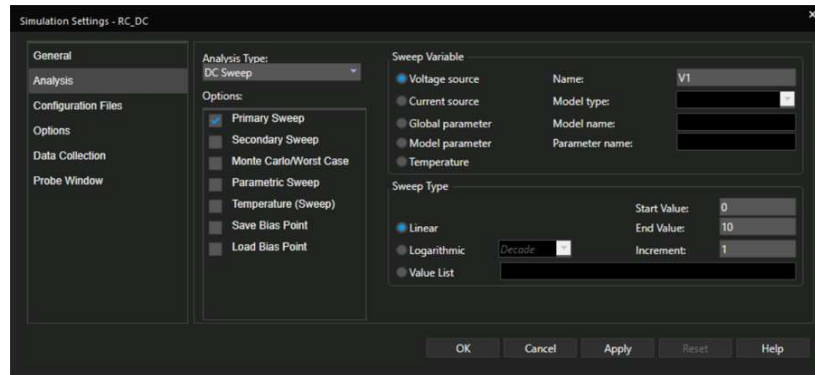 Simulation Settings - RC_DC
x
General
Analysis
Configuration Files
Options
Data Collection
Probe Window
Analysis Type:
DC Sweep
Options:
Primary Sweep
Secondary Sweep
Monte Carlo/Worst Case
Parametric Sweep
Temperature (Sweep)
Save Bias Point
Load Bias Point
Sweep Variable
Voltage source
Name:
V1
Current source
Model type:
Global parameter
Model name:
Model parameter
Parameter name:
Temperature
Sweep Type
Start Value:
0
Linear
End Value:
10
Logarithmic
Decade
Increment:
1
Value List
OK
Cancel
Apply
Reset
Help